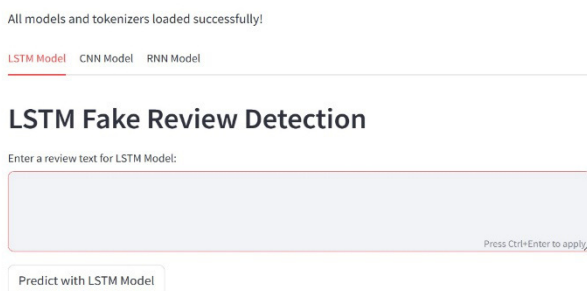 All models and tokenizers loaded successfully!
LSTM Model CNN Model RNN Model
LSTM Fake Review Detection
Enter a review text for LSTM Model:
Press Ctrl+Enter to apply
Predict with LSTM Model